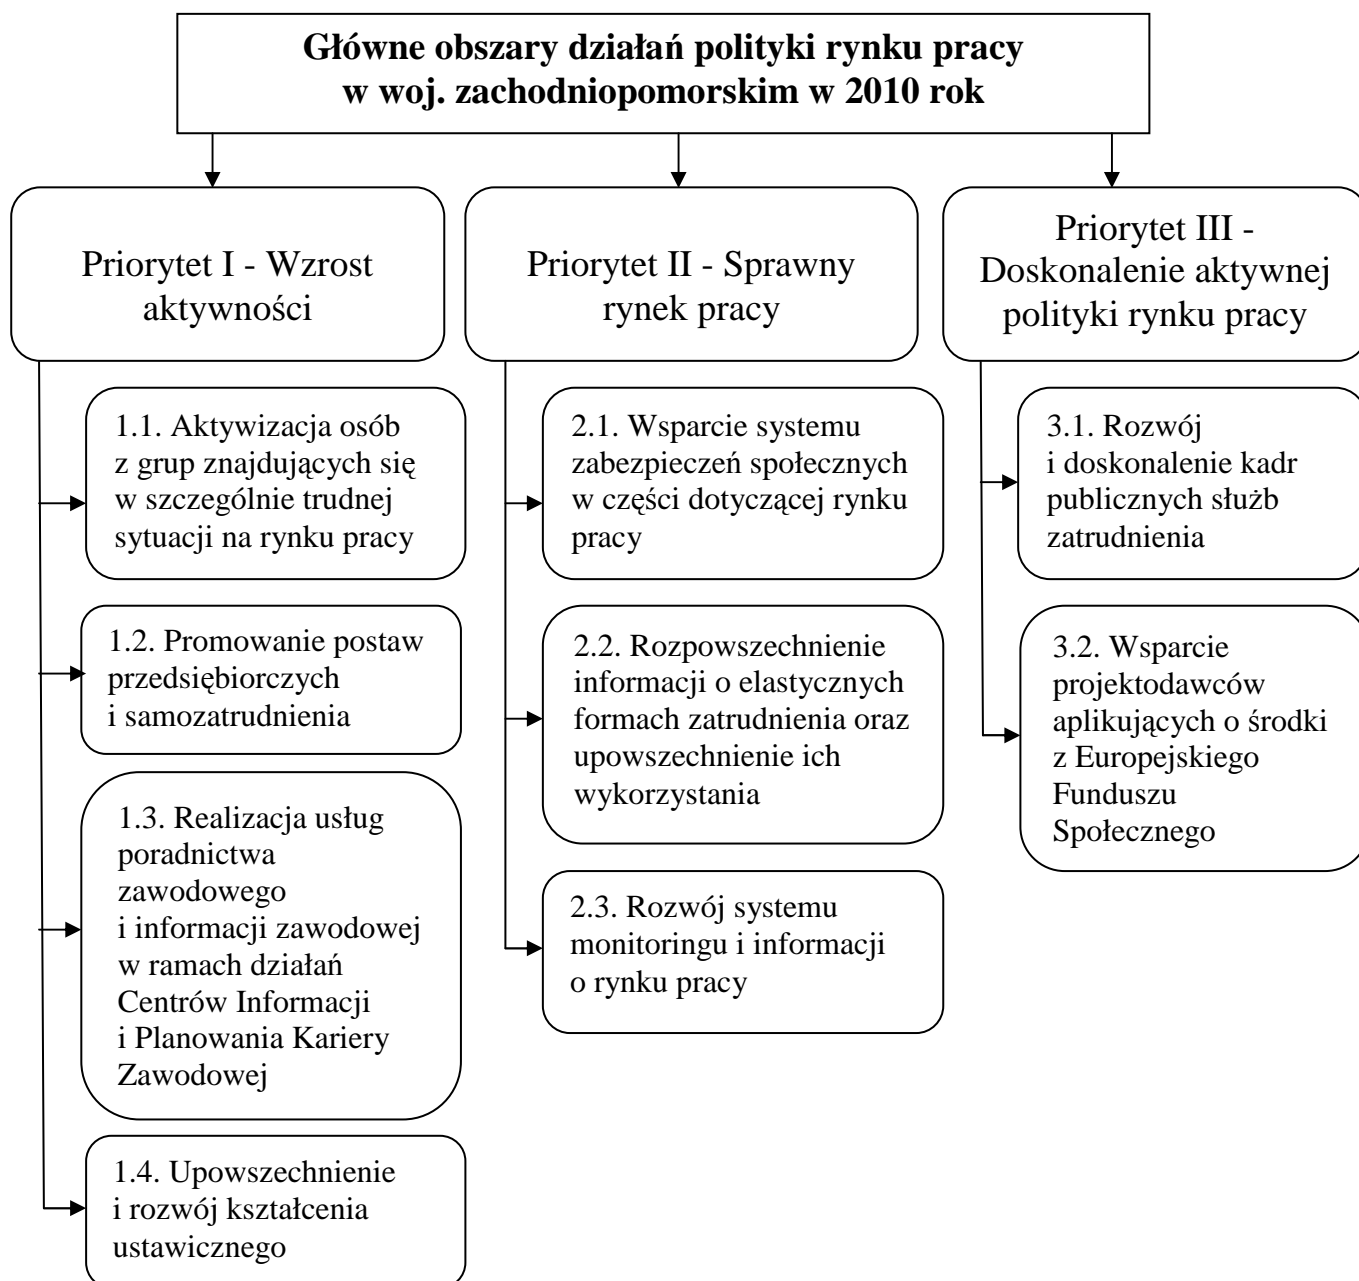 Główne obszary działań polityki rynku pracy
w woj. zachodniopomorskim w 2010 rok
Priorytet I - Wzrost
aktywności
1.1. Aktywizacja osób
z grup znajdujących się
w szczególnie trudnej
sytuacji na rynku pracy
1.2. Promowanie postaw
przedsiębiorczych
i samozatrudnienia
1.3. Realizacja usług
poradnictwa
zawodowego
i informacji zawodowej
w ramach działań
Centrów Informacji
i Planowania Kariery
Zawodowej
1.4. Upowszechnienie
i rozwój kształcenia
ustawicznego
Priorytet II - Sprawny
rynek pracy
2.1. Wsparcie systemu
zabezpieczeń społecznych
w części dotyczącej rynku
pracy
2.2. Rozpowszechnienie
informacji o elastycznych
formach zatrudnienia oraz
upowszechnienie ich
wykorzystania
2.3. Rozwój systemu
monitoringu i informacji
o rynku pracy
Priorytet III -
Doskonalenie aktywnej
polityki rynku pracy
3.1. Rozwój
i doskonalenie kadr
publicznych służb
zatrudnienia
3.2. Wsparcie
projektodawców
aplikujących o środki
z Europejskiego
Funduszu
Społecznego